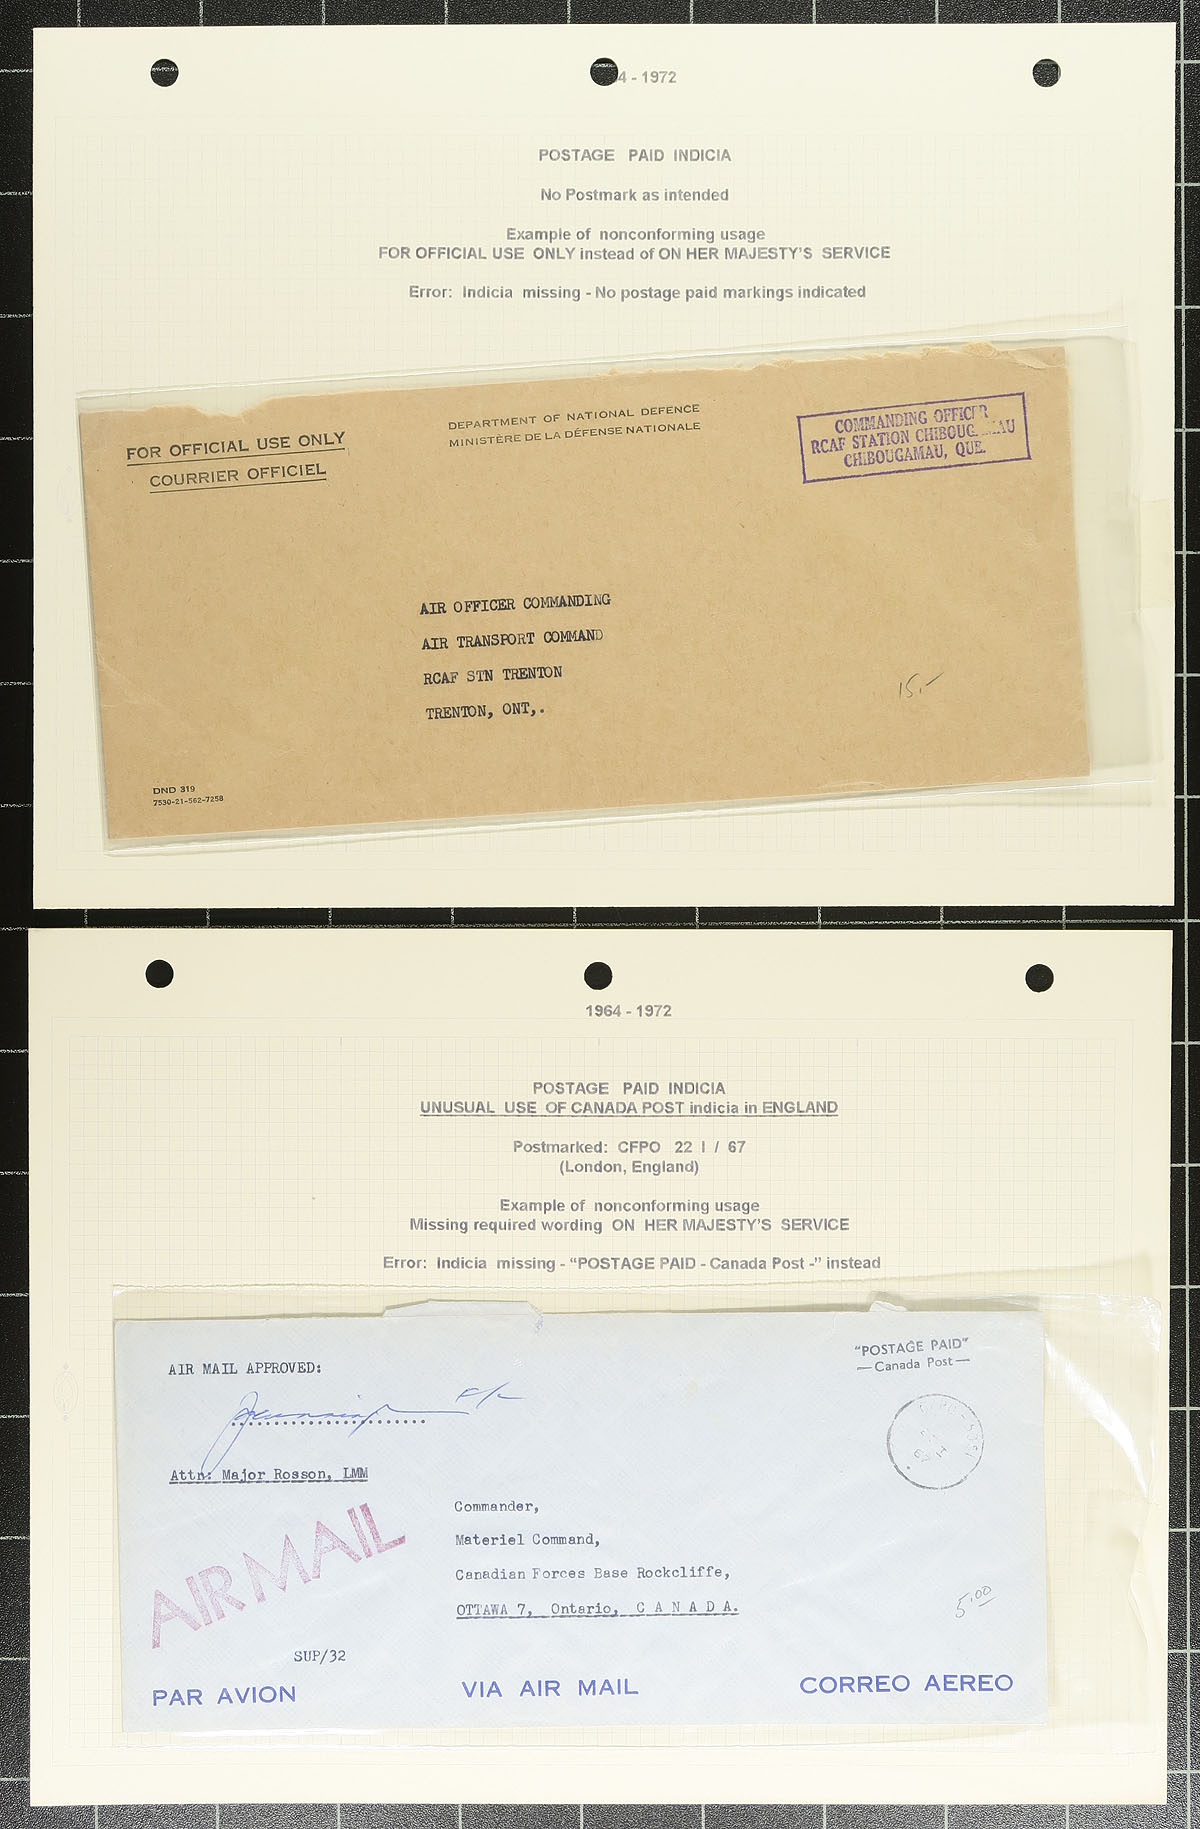 4 - 1972
POSTAGE PAID INDICIA
No Postmark as intended
Example of nonconforming usage
FOR OFFICIAL USE ONLY instead of ON HER MAJESTY'S SERVICE
Error: Indicia missing - No postage paid markings indicated
FOR OFFICIAL USE ONLY
COURRIER OFFICIEL
DEPARTMENT OF NATIONAL DEFENCE
MINISTÈRE DE LA DÉFENSE NATIONALE
COMMANDING OFFICER
RCAF STATION
CHIBOUGAMAU, QUE.
AIR OFFICER COMMANDING
AIR TRANSPORT COMMAND
RCAF STN TRENTON
TRENTON, ONT,.
15.-
DND 319
7530-21-562-7258
1964 - 1972
POSTAGE PAID INDICIA
UNUSUAL USE OF CANADA POST indicia in ENGLAND
Postmarked: CFPO 22 I / 67
(London, England)
Example of nonconforming usage
Missing required wording ON HER MAJESTY'S SERVICE
Error: Indicia missing - "POSTAGE PAID - Canada Post -" instead
"POSTAGE PAID"
—Canada Post—
AIR MAIL APPROVED:
Attn: Major Rosson, LMM
AIR MAIL
Commander,
Materiel Command,
Canadian Forces Base Rockcliffe,
OTTAWA 7, Ontario, C A N A D A.
5.00
SUP/32
PAR AVION VIA AIR MAIL CORREO AEREO